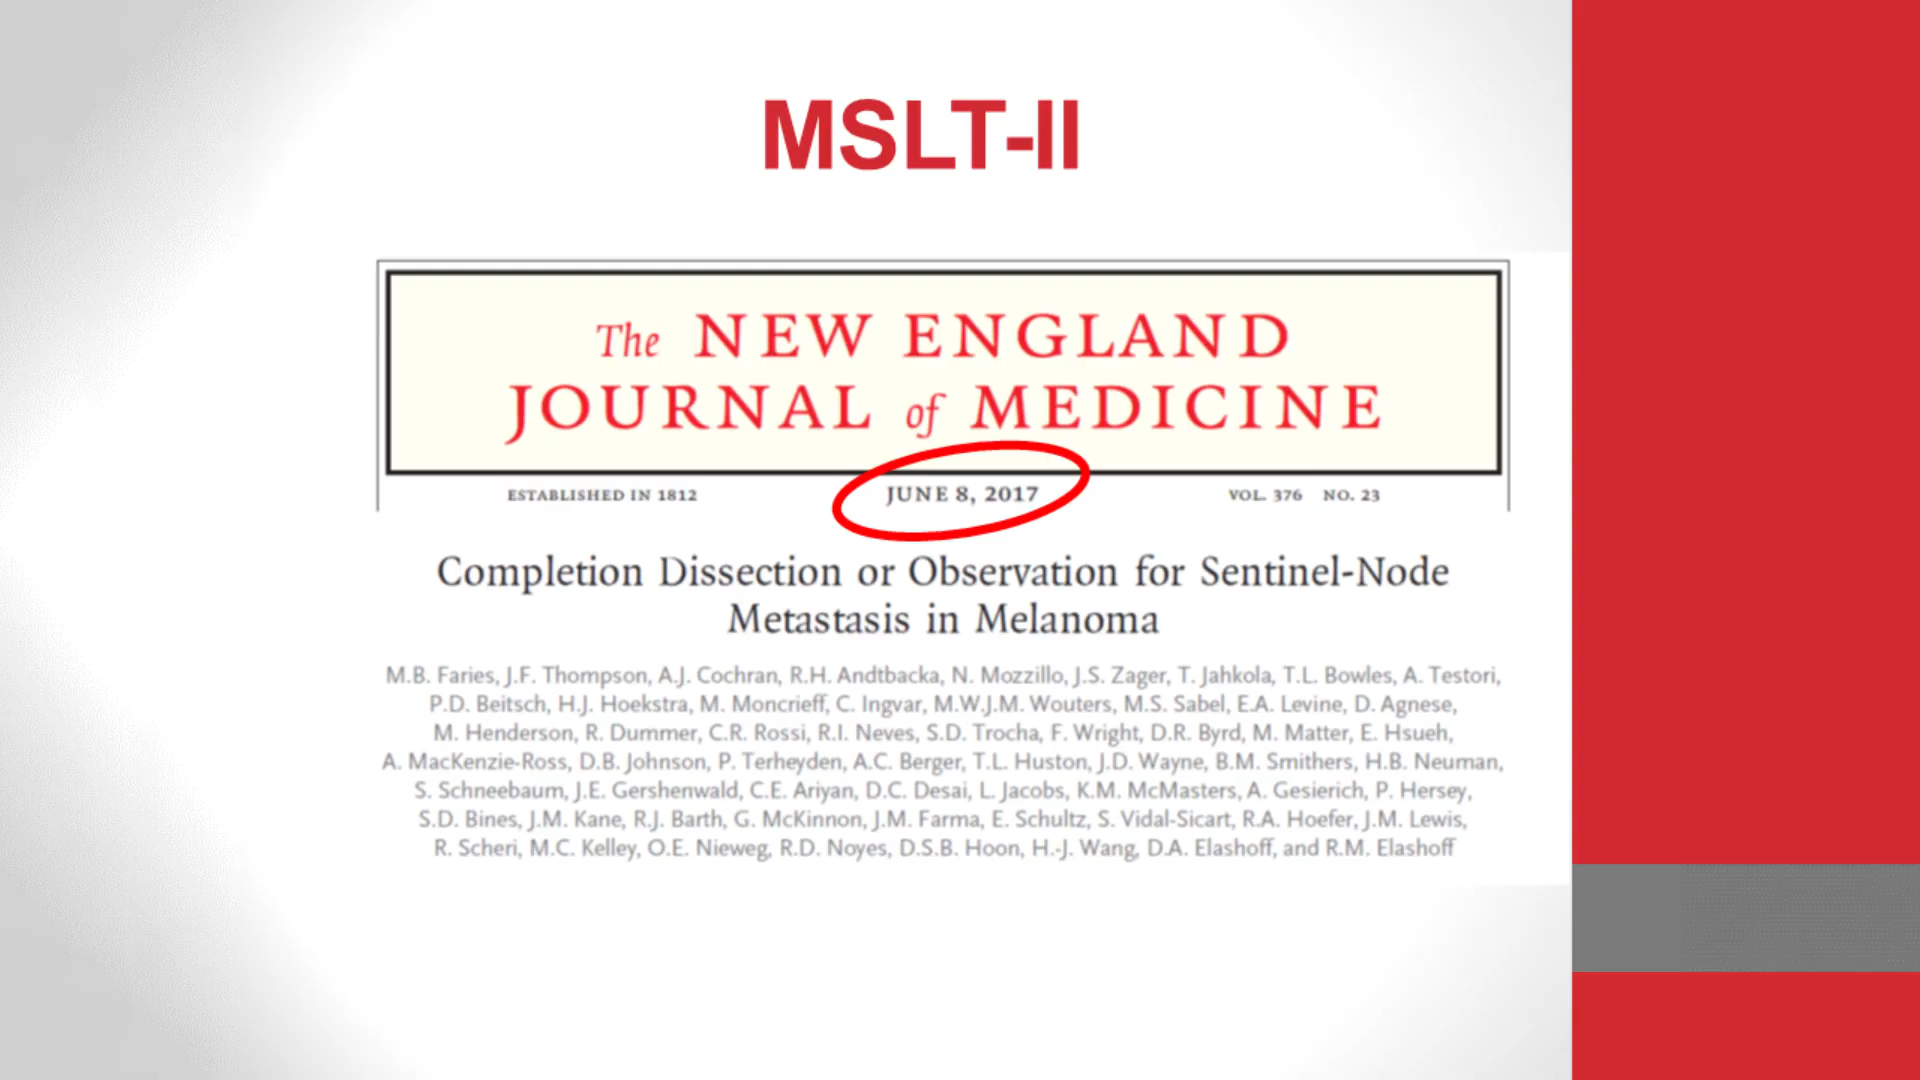 MSLT-II
The NEW ENGLAND
JOURNAL of MEDICINE
ESTABLISHED IN 1812 JUNE 8, 2017 VOL. 376 NO. 23
Completion Dissection or Observation for Sentinel-Node
Metastasis in Melanoma
M.B. Faries, J.F. Thompson, A.J. Cochran, R.H. Andtbacka, N. Mozzillo, J.S. Zager, T. Jahkola, T.L. Bowles, A. Testori,
P.D. Beitsch, H.J. Hoekstra, M. Moncrieff, C. Ingvar, M.W.J.M. Wouters, M.S. Sabel, E.A. Levine, D. Agnese,
M. Henderson, R. Dummer, C.R. Rossi, R.I. Neves, S.D. Trocha, F. Wright, D.R. Byrd, M. Matter, E. Hsueh,
A. MacKenzie-Ross, D.B. Johnson, P. Terheyden, A.C. Berger, T.L. Huston, J.D. Wayne, B.M. Smithers, H.B. Neuman,
S. Schneebaum, J.E. Gershenwald, C.E. Ariyan, D.C. Desai, L. Jacobs, K.M. McMasters, A. Gesierich, P. Hersey,
S.D. Bines, J.M. Kane, R.J. Barth, G. McKinnon, J.M. Farma, E. Schultz, S. Vidal-Sicart, R.A. Hoefer, J.M. Lewis,
R. Scheri, M.C. Kelley, O.E. Nieweg, R.D. Noyes, D.S.B. Hoon, H.-J. Wang, D.A. Elashoff, and R.M. Elashoff